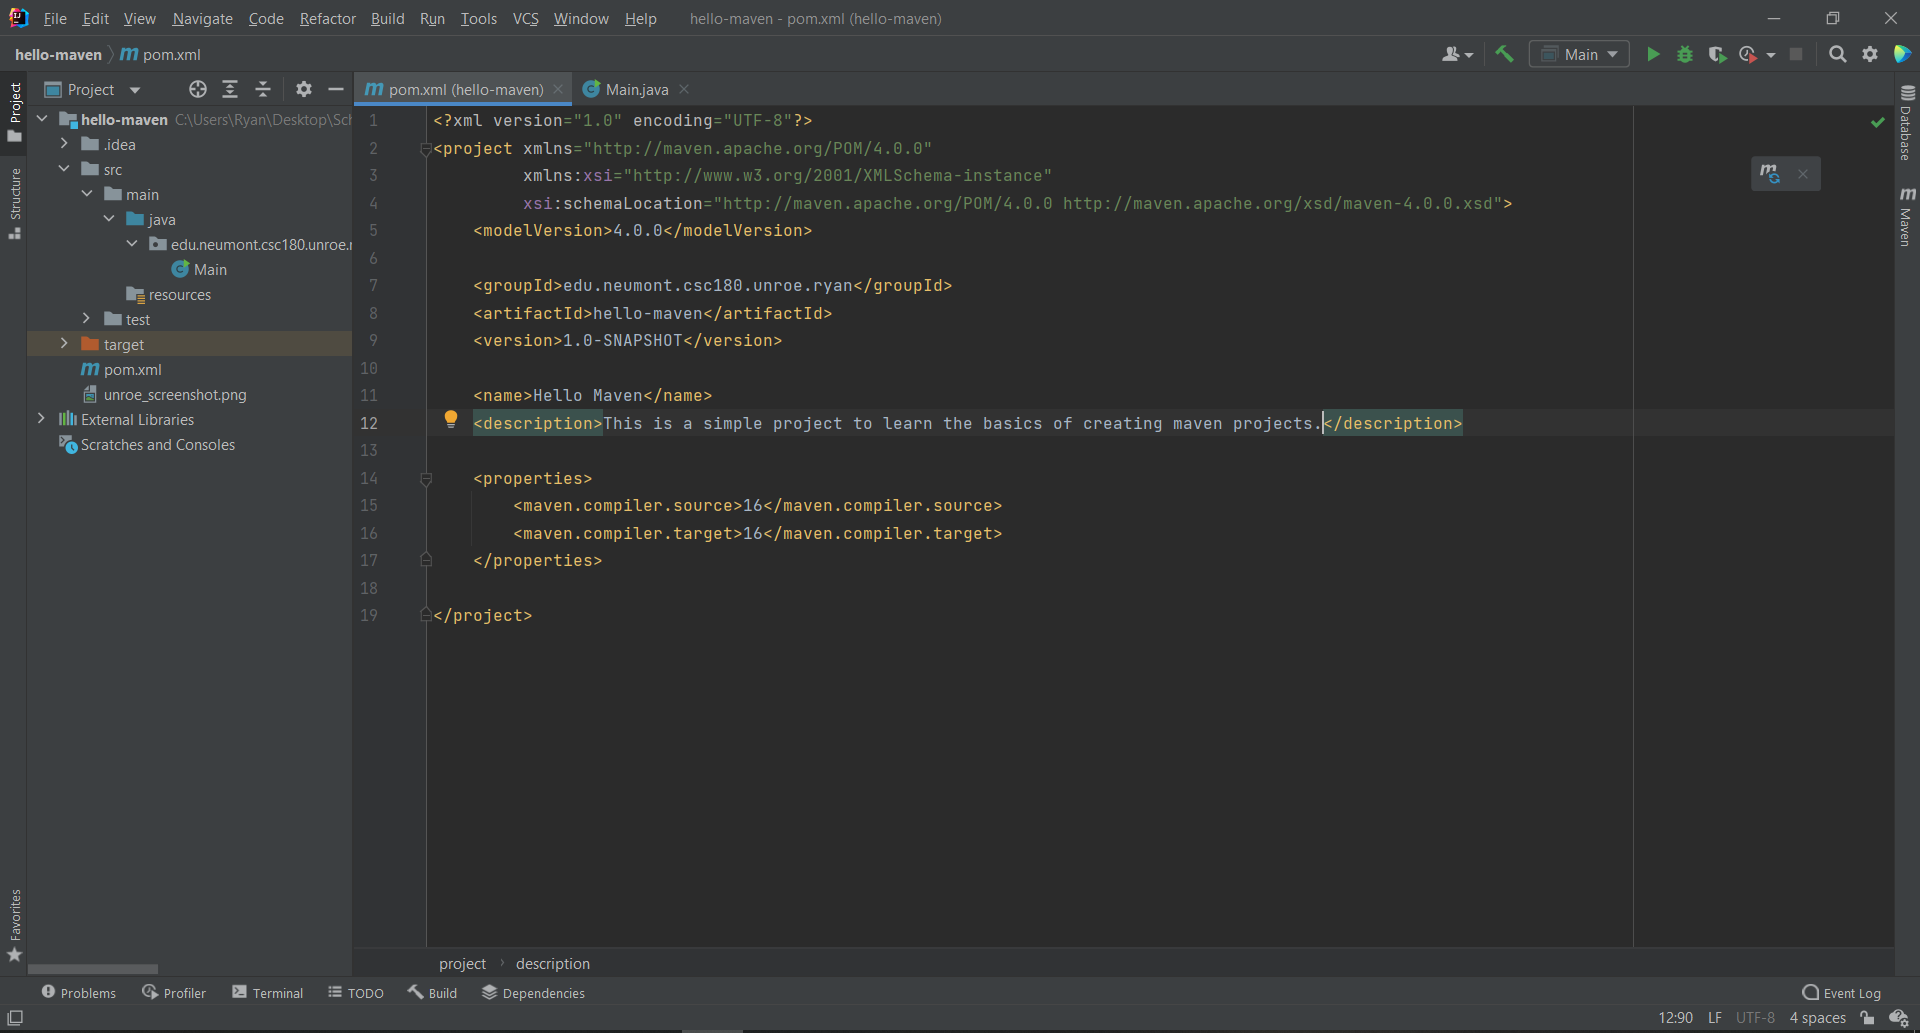 File Edit View Navigate Code Refactor Build Run Tools VCS Window Help hello-maven - pom.xml (hello-maven)
hello-maven m pom.xml Main
Project
m pom.xml (hello-maven) Main.java
hello-maven C:\Users\Ryan\Desktop\Sch
.idea
src
main
java
edu.neumont.csc180.unroe.r
Main
resources
test
target
m pom.xml
unroe_screenshot.png
External Libraries
Scratches and Consoles
Project
Structure
Favorites
1 <?xml version="1.0" encoding="UTF-8"?>
2 <project xmlns="http://maven.apache.org/POM/4.0.0"
3 xmlns:xsi="http://www.w3.org/2001/XMLSchema-instance"
4 xsi:schemaLocation="http://maven.apache.org/POM/4.0.0 http://maven.apache.org/xsd/maven-4.0.0.xsd">
5 <modelVersion>4.0.0</modelVersion>
6
7 <groupId>edu.neumont.csc180.unroe.ryan</groupId>
8 <artifactId>hello-maven</artifactId>
9 <version>1.0-SNAPSHOT</version>
10
11 <name>Hello Maven</name>
12 <description>This is a simple project to learn the basics of creating maven projects.</description>
13
14 <properties>
15 <maven.compiler.source>16</maven.compiler.source>
16 <maven.compiler.target>16</maven.compiler.target>
17 </properties>
18
19 </project>
m
Database
m Maven
project description
Problems Profiler Terminal TODO Build Dependencies Event Log
12:90 LF UTF-8 4 spaces